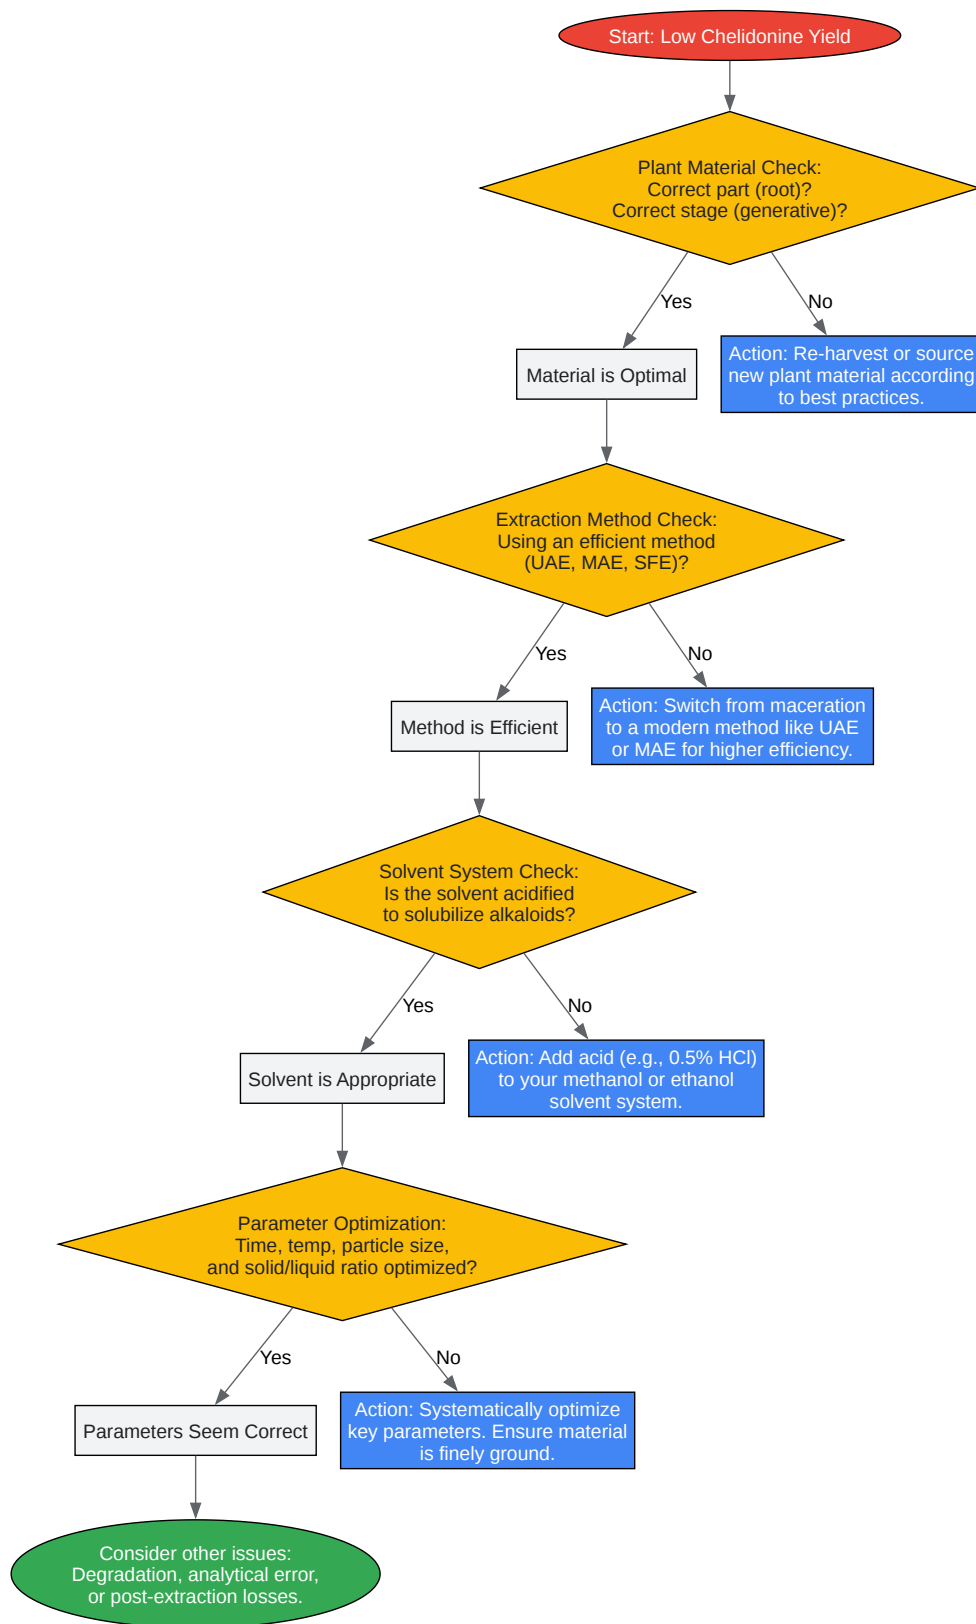 Start: Low Chelidonine Yield
Plant Material Check:
Correct part (root)?
Correct stage (generative)?
Yes
No
Material is Optimal
Action: Re-harvest or source
new plant material according
to best practices.
Extraction Method Check:
Using an efficient method
(UAE, MAE, SFE)?
Yes
No
Method is Efficient
Action: Switch from maceration
to a modern method like UAE
or MAE for higher efficiency.
Solvent System Check:
Is the solvent acidified
to solubilize alkaloids?
Yes
No
Solvent is Appropriate
Action: Add acid (e.g., 0.5% HCl)
to your methanol or ethanol
solvent system.
Parameter Optimization:
Time, temp, particle size,
and solid/liquid ratio optimized?
Yes
No
Parameters Seem Correct
Action: Systematically optimize
key parameters. Ensure material
is finely ground.
Consider other issues:
Degradation, analytical error,
or post-extraction losses.